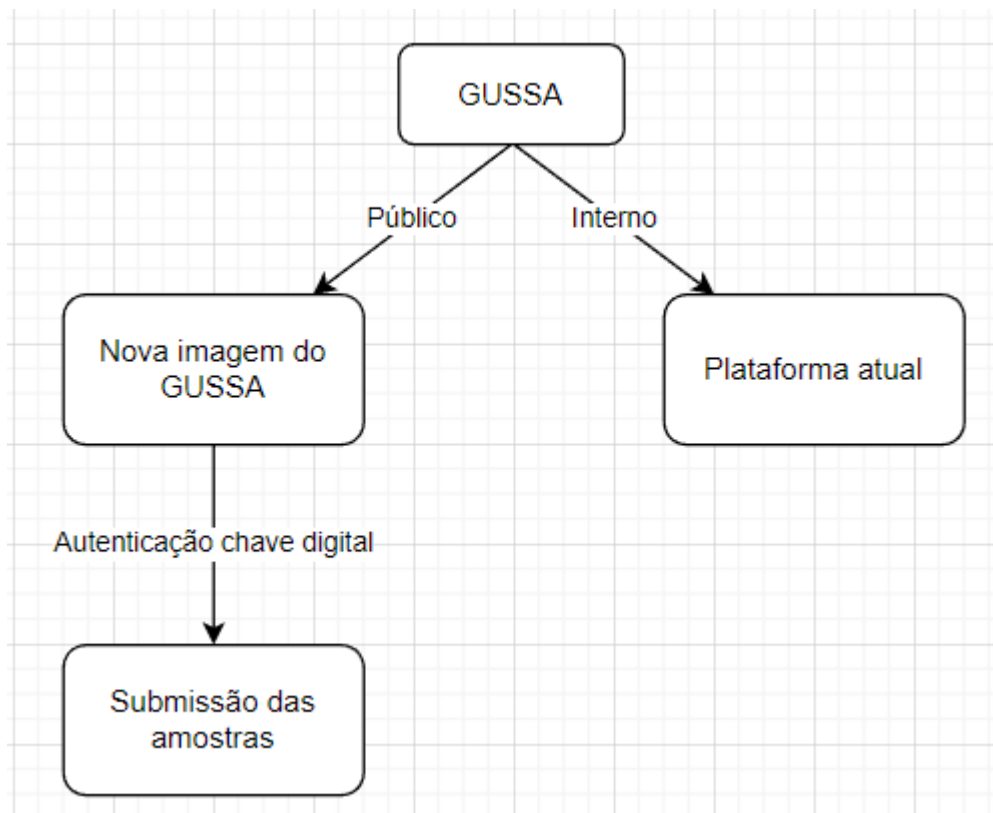 GUSSA
Público
Interno
Nova imagem do
GUSSA
Plataforma atual
Autenticação chave digital
Submissão das
amostras